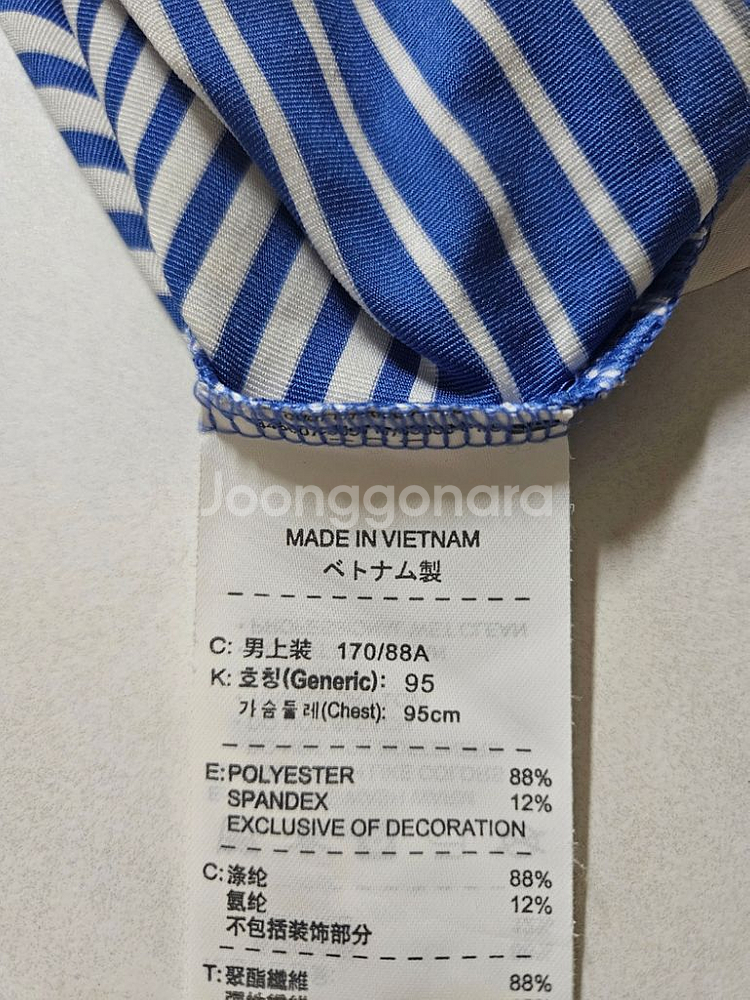 Joonggonara
MADE IN VIETNAM
ベトナム製
C: 男上装 170/88A
K: 호칭(Generic): 95
가슴둘레(Chest): 95cm
E: POLYESTER 88%
SPANDEX 12%
EXCLUSIVE OF DECORATION
C: 涤纶 88%
氨纶 12%
不包括装饰部分
T: 聚酯纖維 88%